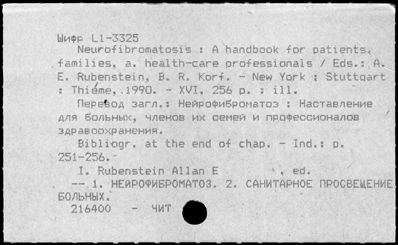 Шифр L1-3325
Neurofibromatosis : A handbook for patients,
families, a. health-care professionals / Eds.: A.
E. Rubenstein, B. R. Korf. - New York ; Stuttgart
: Thieme, 1990. - XVI, 256 p. : ill.
Перевод загл.: Нейрофиброматоз : Наставление
для больных, членов их семей и профессионалов
здравоохранения.
Bibliogr. at the end of chap. - Ind.: p.
251-256.
I. Rubenstein Allan E , ed.
-- 1. НЕЙРОФИБРОМАТОЗ. 2. САНИТАРНОЕ ПРОСВЕЩЕНИЕ
БОЛЬНЫХ.
216400 - ЧИТ